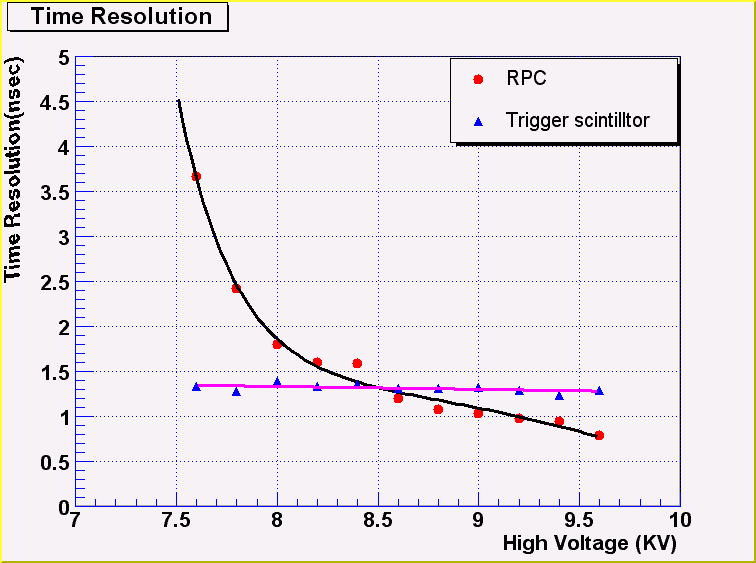 Time Resolution
Time Resolution(nsec)
5
4.5
4
3.5
3
2.5
2
1.5
1
0.5
0
RPC
Trigger scintilltor
7 7.5 8 8.5 9 9.5 10
High Voltage (KV)